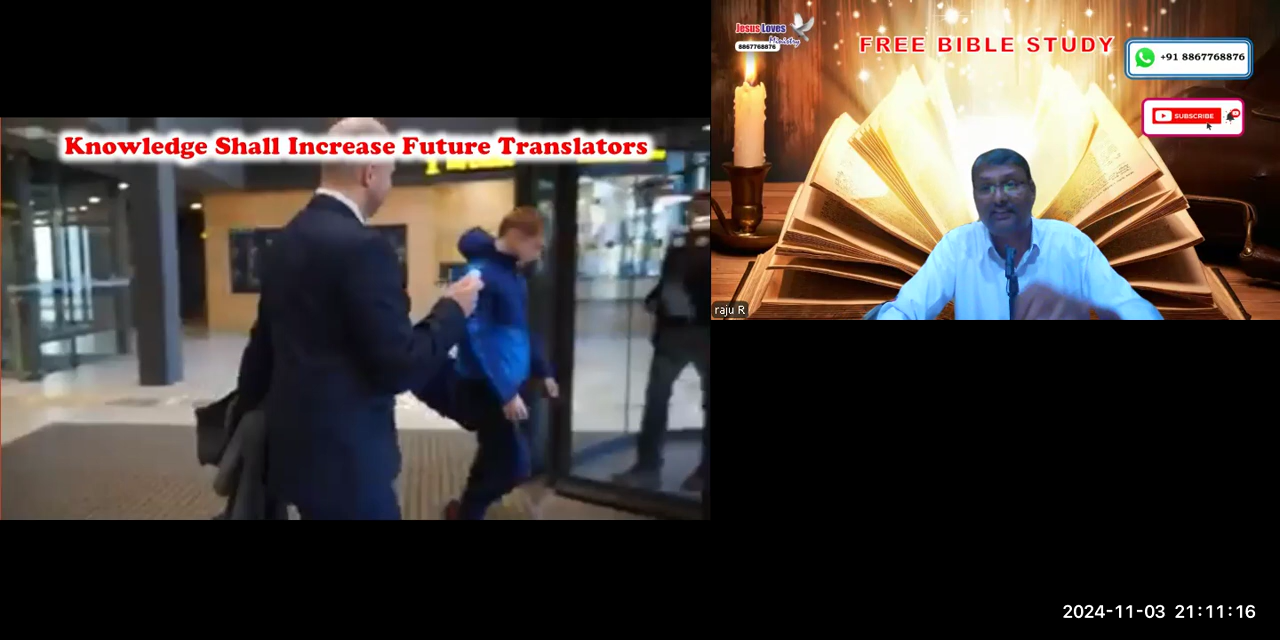 Knowledge Shall Increase Future Translators
Jesus Loves
Ministry
8867768876
FREE BIBLE STUDY
+91 8867768876
SUBSCRIBE
raju R
2024-11-03 21:11:16